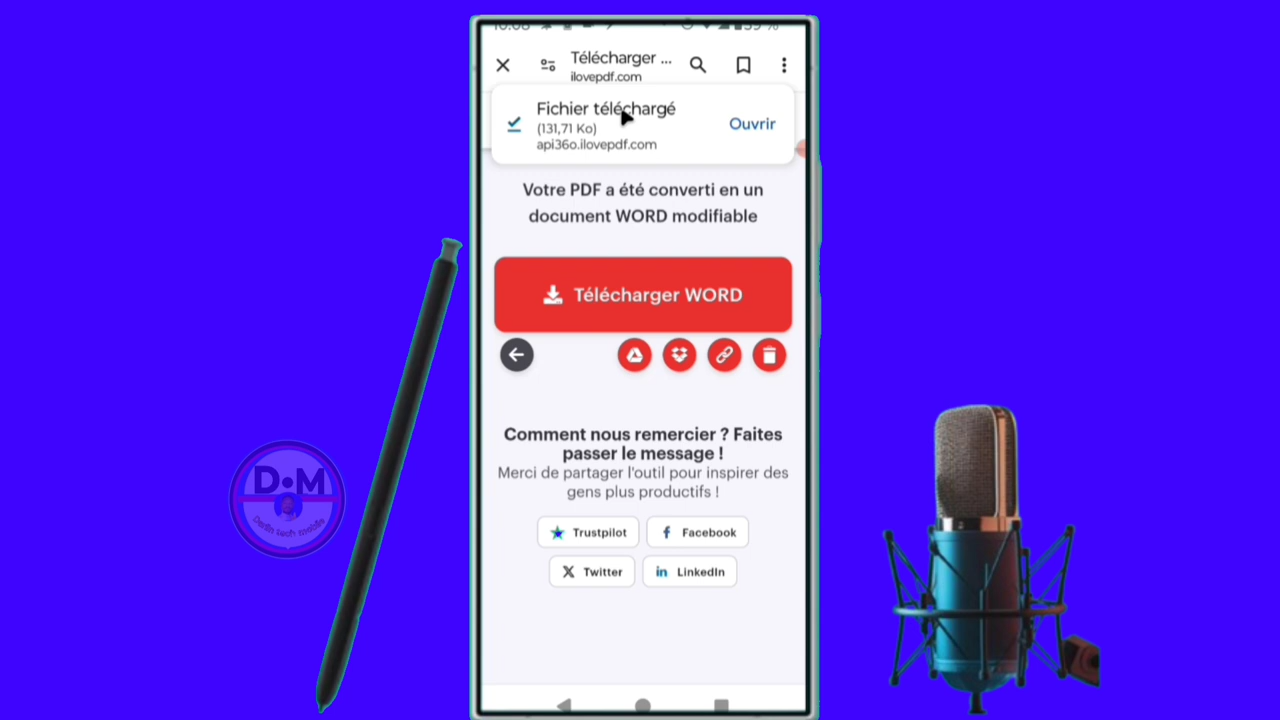 Télécharger ...
ilovepdf.com
Fichier téléchargé
(131,71 Ko)
api36o.ilovepdf.com
Ouvrir
Votre PDF a été converti en un
document WORD modifiable
Télécharger WORD
Comment nous remercier ? Faites
passer le message !
Merci de partager l'outil pour inspirer des
gens plus productifs !
Trustpilot
Facebook
Twitter
LinkedIn
D•M
tech mobile